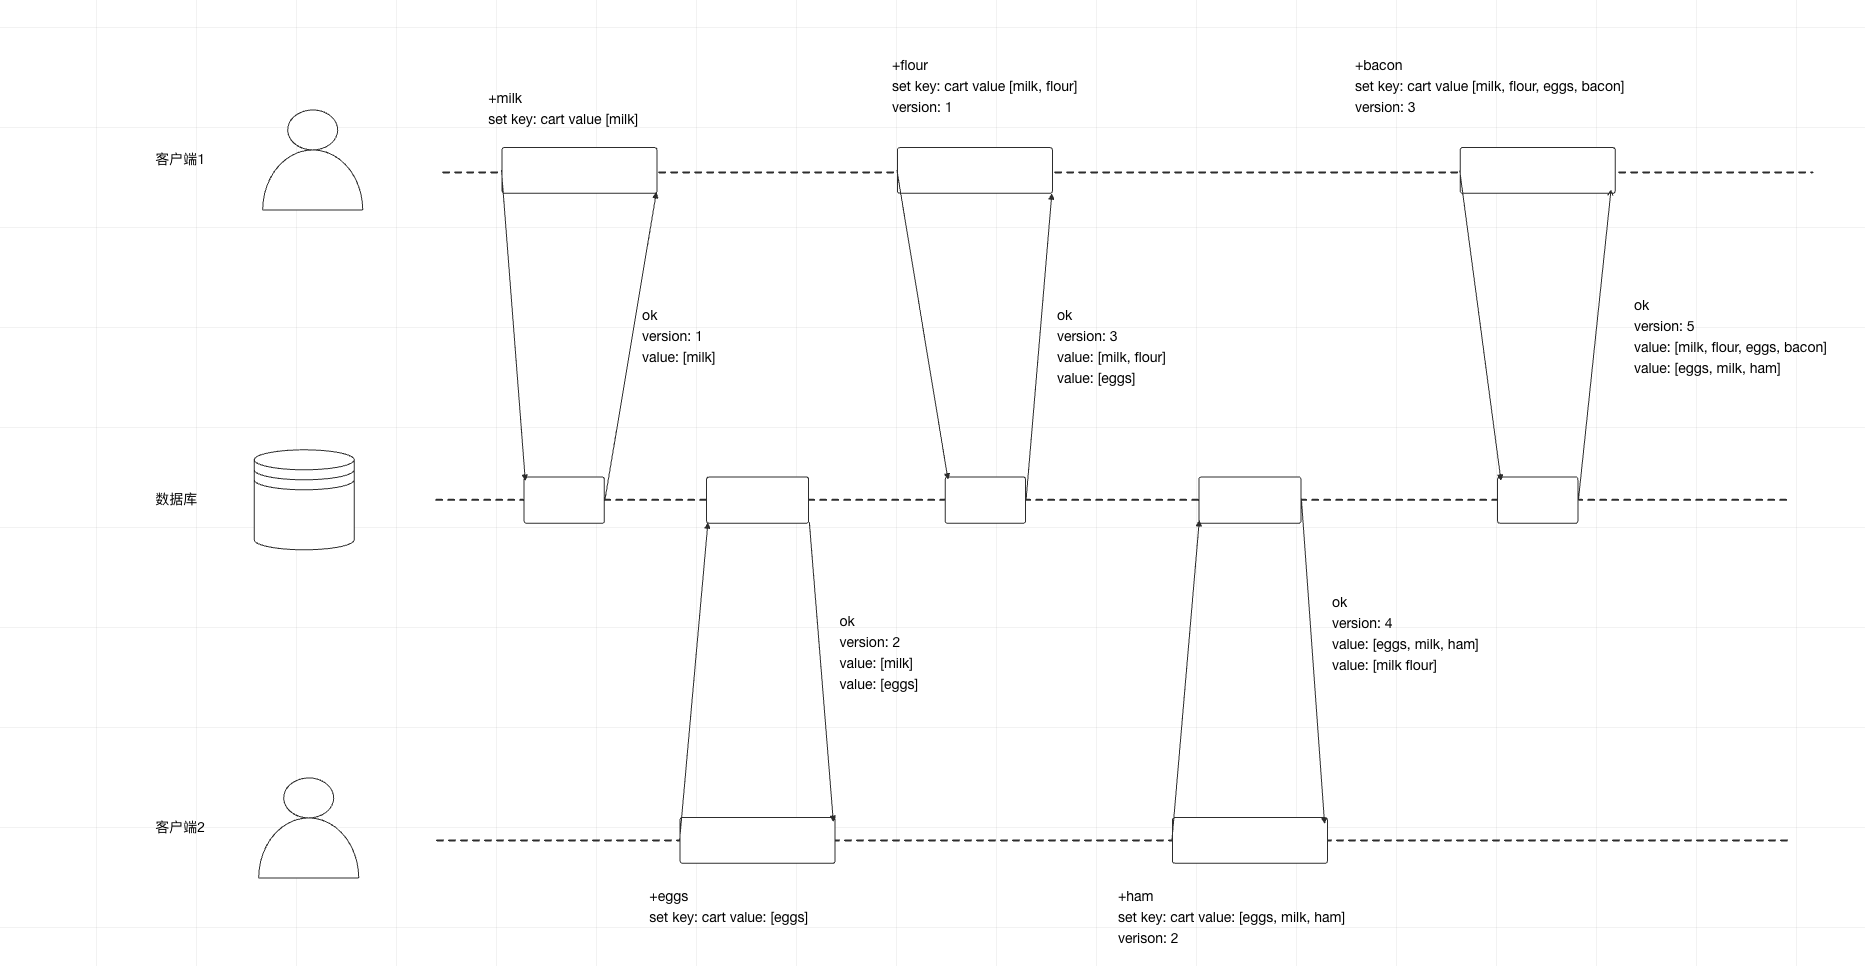 +milk
set key: cart value [milk]
+flour
set key: cart value [milk, flour]
version: 1
+bacon
set key: cart value [milk, flour, eggs, bacon]
version: 3
客户端1
ok
version: 1
value: [milk]
ok
version: 3
value: [milk, flour]
value: [eggs]
ok
version: 5
value: [milk, flour, eggs, bacon]
value: [eggs, milk, ham]
数据库
ok
version: 2
value: [milk]
value: [eggs]
ok
version: 4
value: [eggs, milk, ham]
value: [milk flour]
客户端2
+eggs
set key: cart value: [eggs]
+ham
set key: cart value: [eggs, milk, ham]
verison: 2